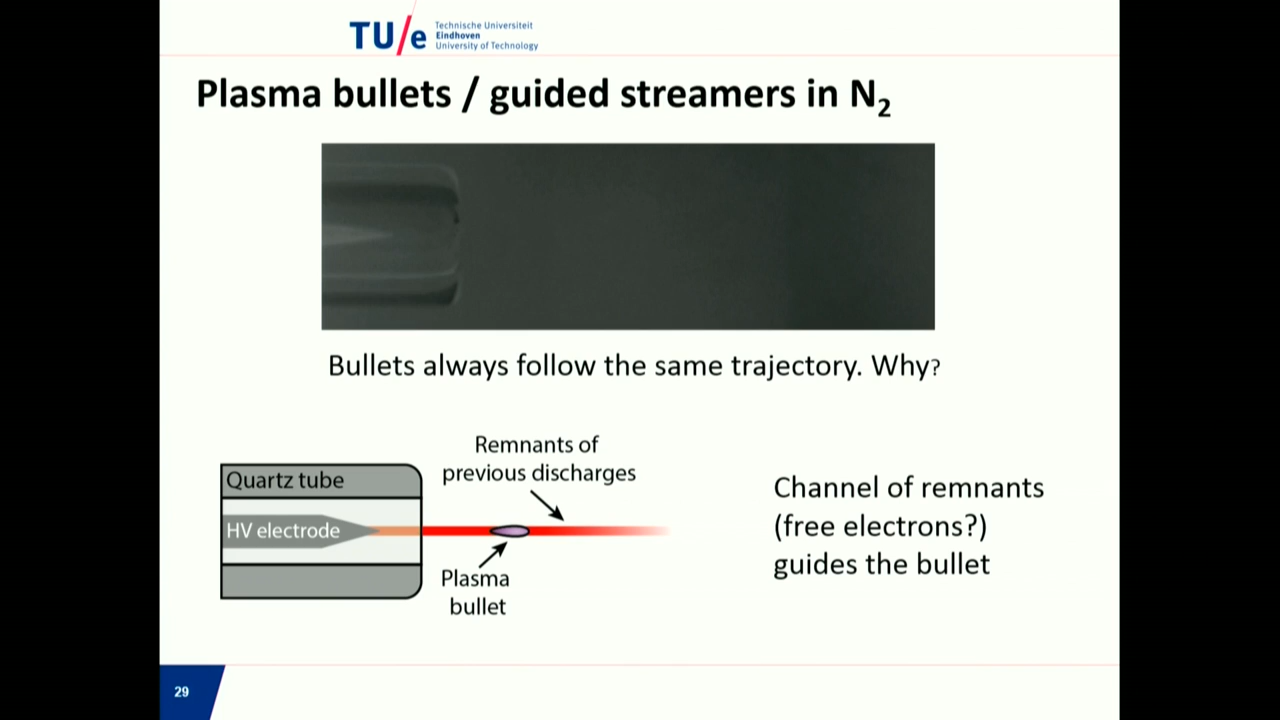 TU/e
Technische Universiteit
Eindhoven
University of Technology
Plasma bullets / guided streamers in N₂
Bullets always follow the same trajectory. Why?
Remnants of
previous discharges
Quartz tube
HV electrode
Plasma
bullet
Channel of remnants
(free electrons?)
guides the bullet
29